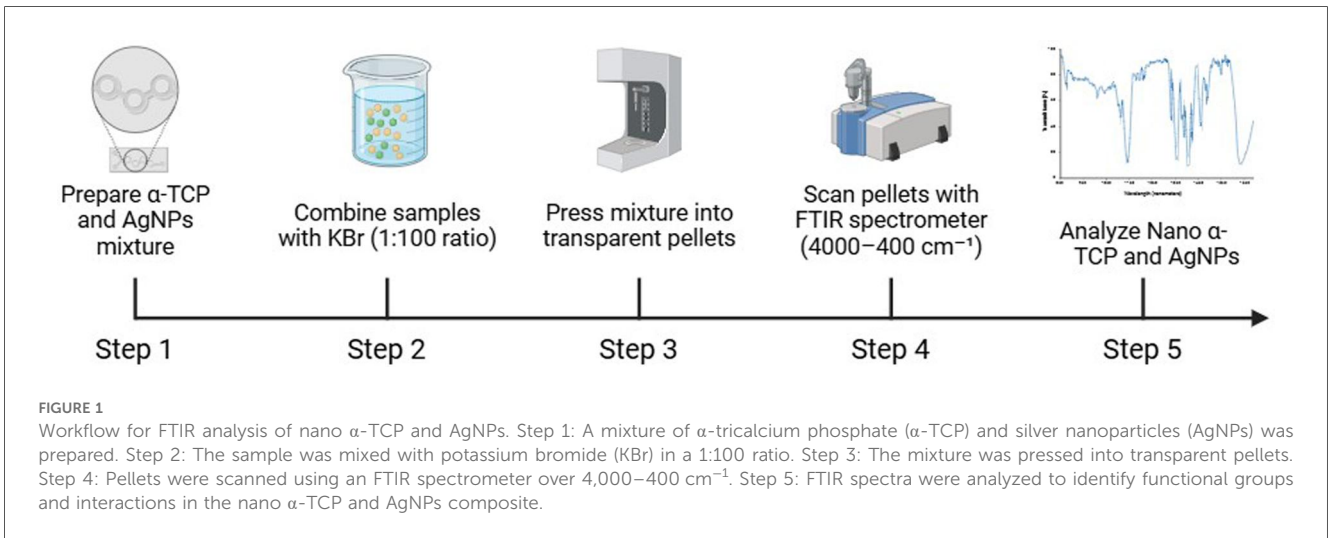 Prepare α-TCP
and AgNPs
mixture
Combine samples
with KBr (1:100 ratio)
Press mixture into
transparent pellets
Scan pellets with
FTIR spectrometer
(4000–400 cm⁻¹)
Analyze Nano α-
TCP and AgNPs
Step 1
Step 2
Step 3
Step 4
Step 5
FIGURE 1
Workflow for FTIR analysis of nano α-TCP and AgNPs. Step 1: A mixture of α-tricalcium phosphate (α-TCP) and silver nanoparticles (AgNPs) was
prepared. Step 2: The sample was mixed with potassium bromide (KBr) in a 1:100 ratio. Step 3: The mixture was pressed into transparent pellets.
Step 4: Pellets were scanned using an FTIR spectrometer over 4,000–400 cm⁻¹. Step 5: FTIR spectra were analyzed to identify functional groups
and interactions in the nano α-TCP and AgNPs composite.